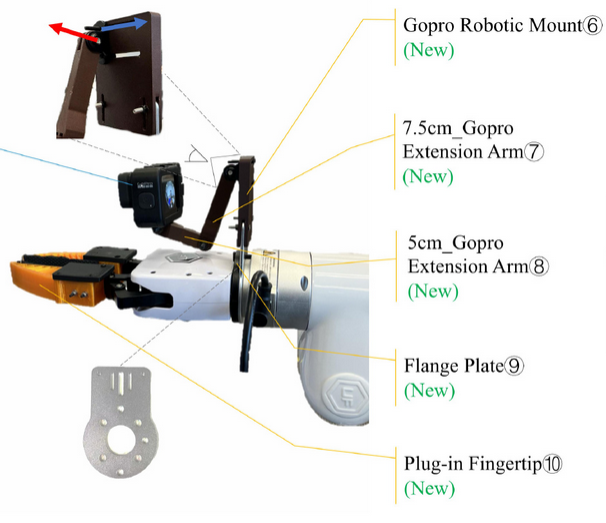 Gopro Robotic Mount⑥
(New)
7.5cm_Gopro
Extension Arm⑦
(New)
5cm_Gopro
Extension Arm⑧
(New)
Flange Plate⑨
(New)
Plug-in Fingertip⑩
(New)
UF